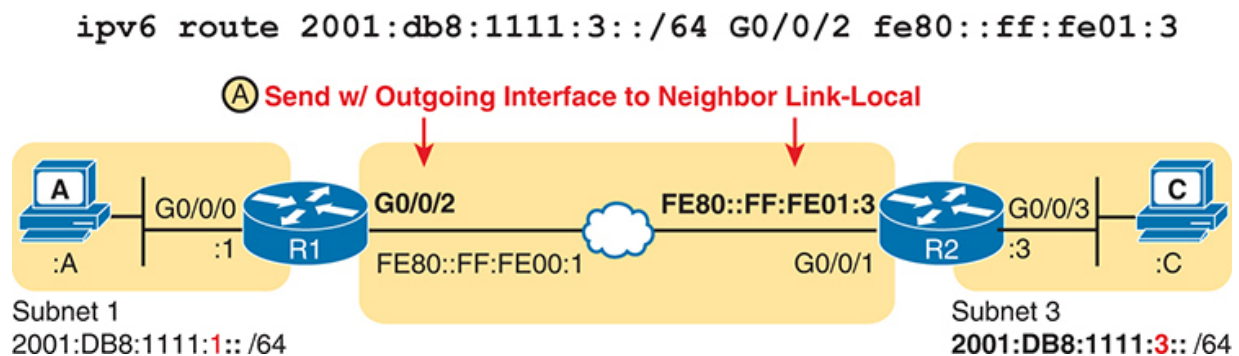 ipv6 route 2001:db8:1111:3::/64 G0/0/2 fe80::ff:fe01:3
A Send w/ Outgoing Interface to Neighbor Link-Local
A
G0/0/0
G0/0/2
FE80::FF:FE01:3
G0/0/3
C
:A
:1
R1
FE80::FF:FE00:1
G0/0/1
R2
:3
:C
Subnet 1
2001:DB8:1111:1:: /64
Subnet 3
2001:DB8:1111:3:: /64